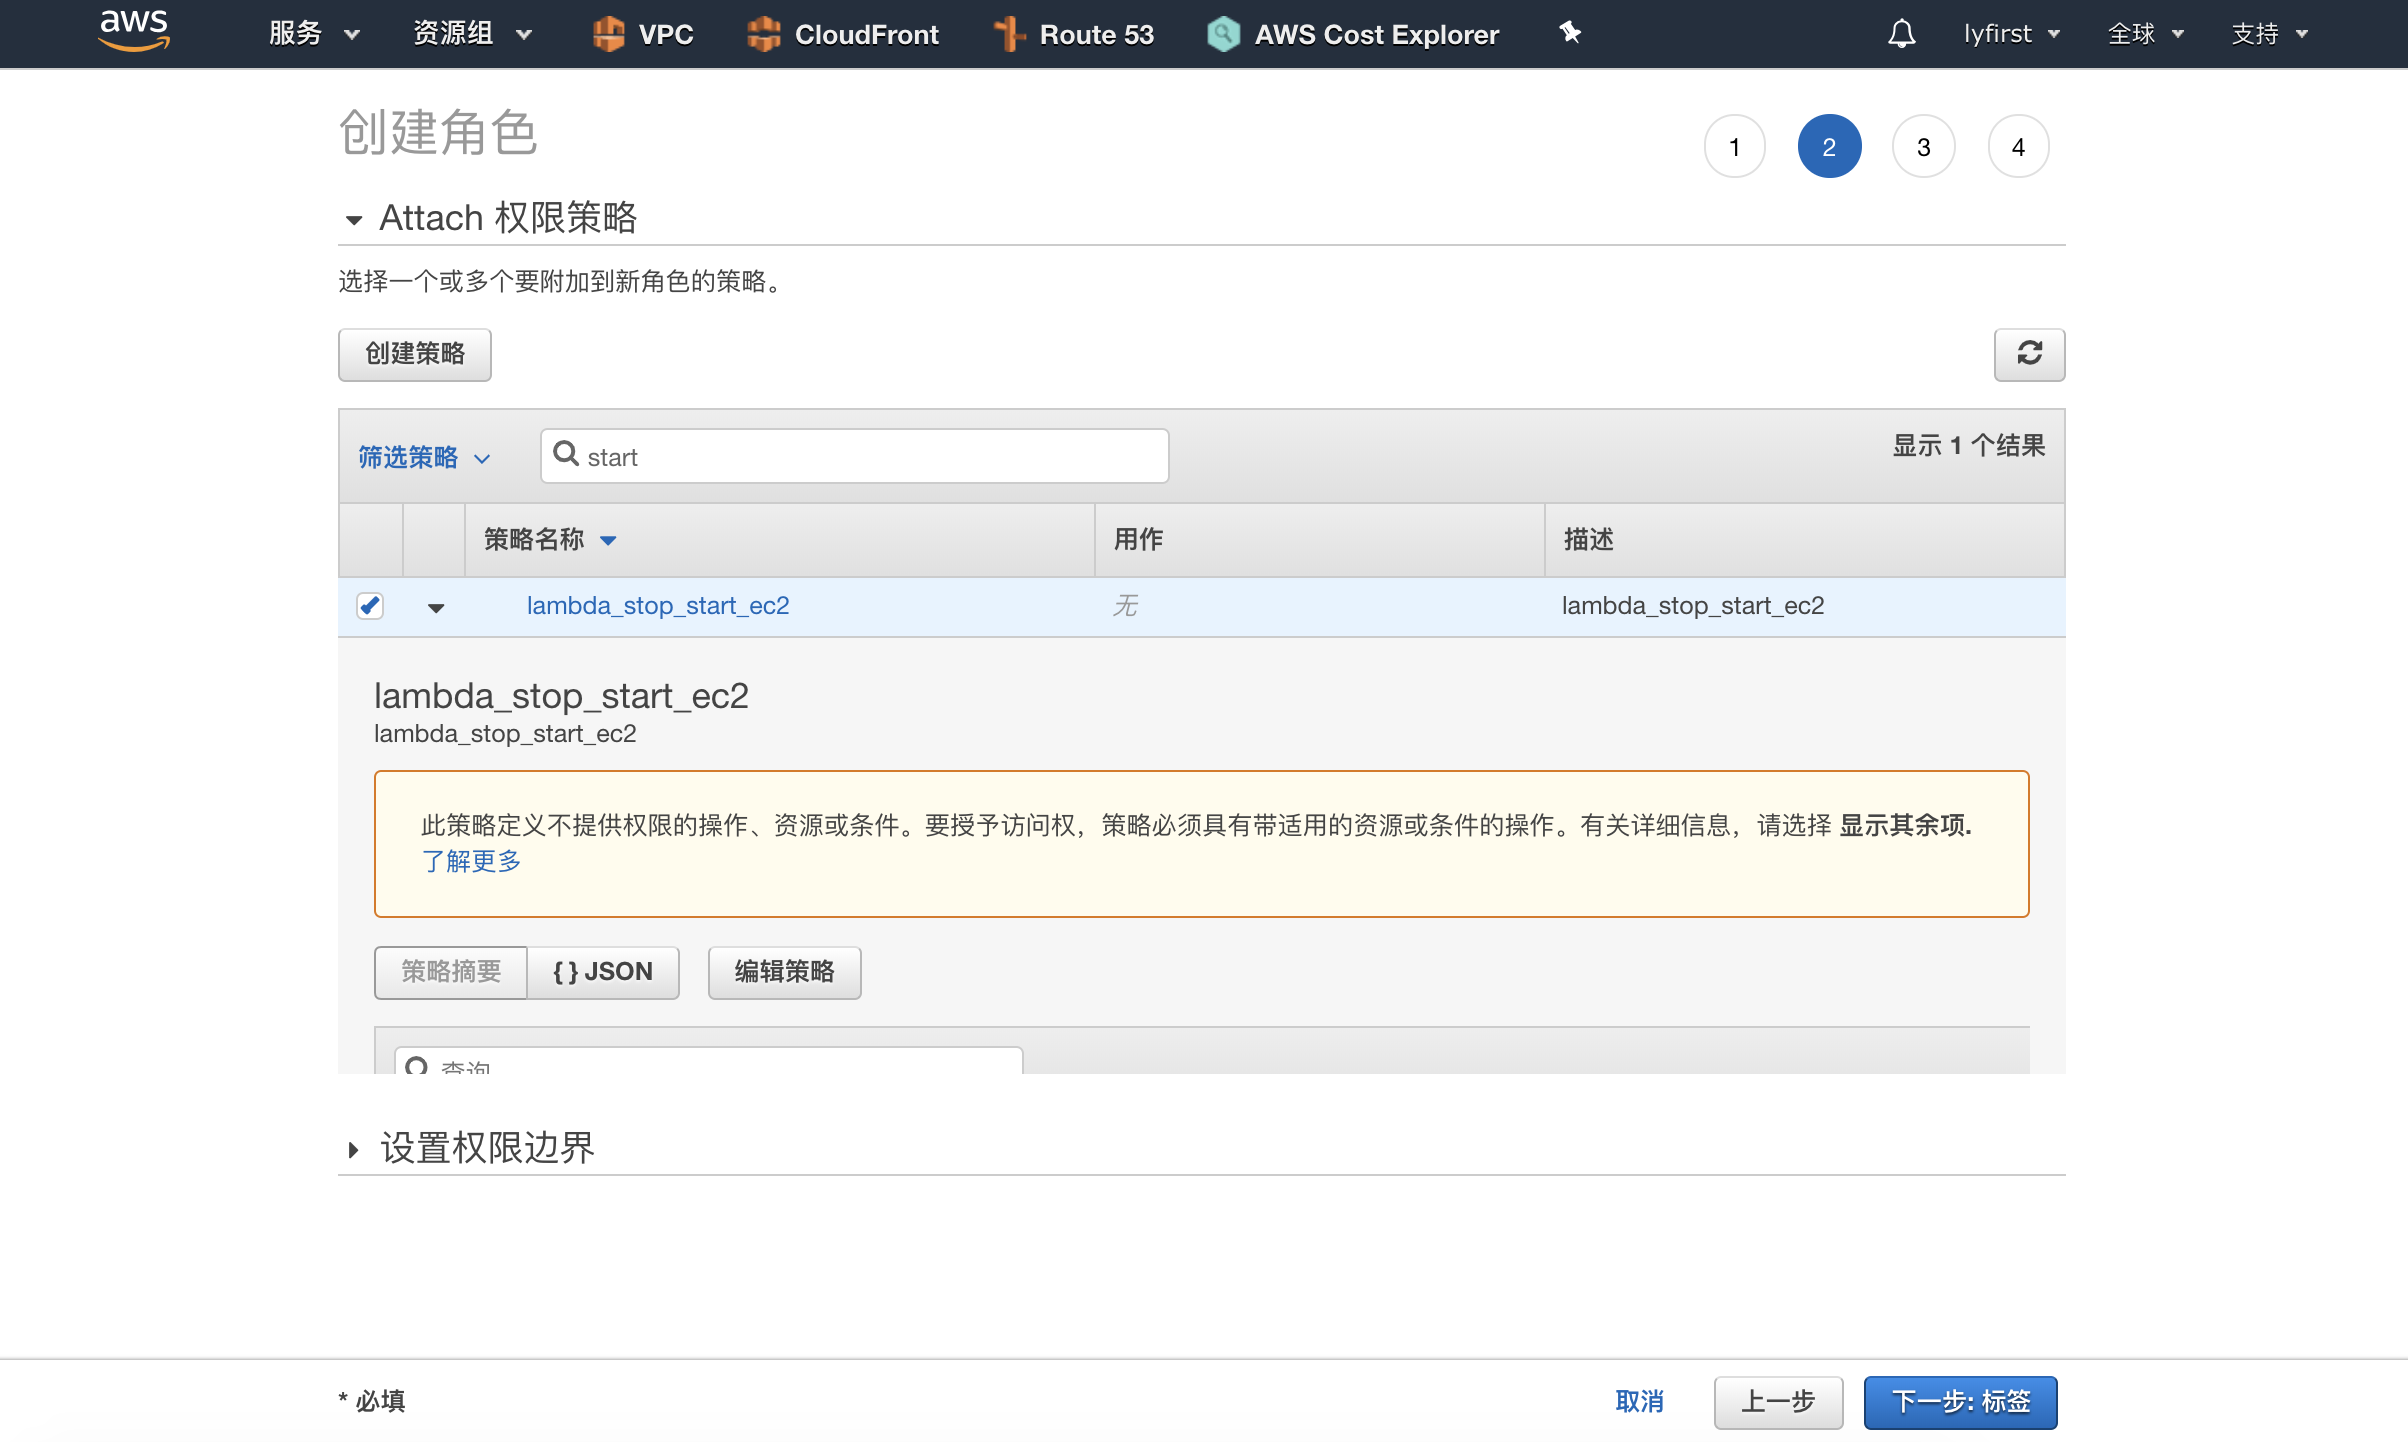 aws 服务 资源组 VPC CloudFront Route 53 AWS Cost Explorer lyfirst 全球 支持
创建角色
1 2 3 4
Attach 权限策略
选择一个或多个要附加到新角色的策略。
创建策略
筛选策略 start 显示 1 个结果
策略名称 用作 描述
lambda_stop_start_ec2 无 lambda_stop_start_ec2
lambda_stop_start_ec2
lambda_stop_start_ec2
此策略定义不提供权限的操作、资源或条件。要授予访问权，策略必须具有带适用的资源或条件的操作。有关详细信息，请选择 显示其余项.
了解更多
策略摘要 { } JSON 编辑策略
查询
设置权限边界
* 必填 取消 上一步 下一步: 标签